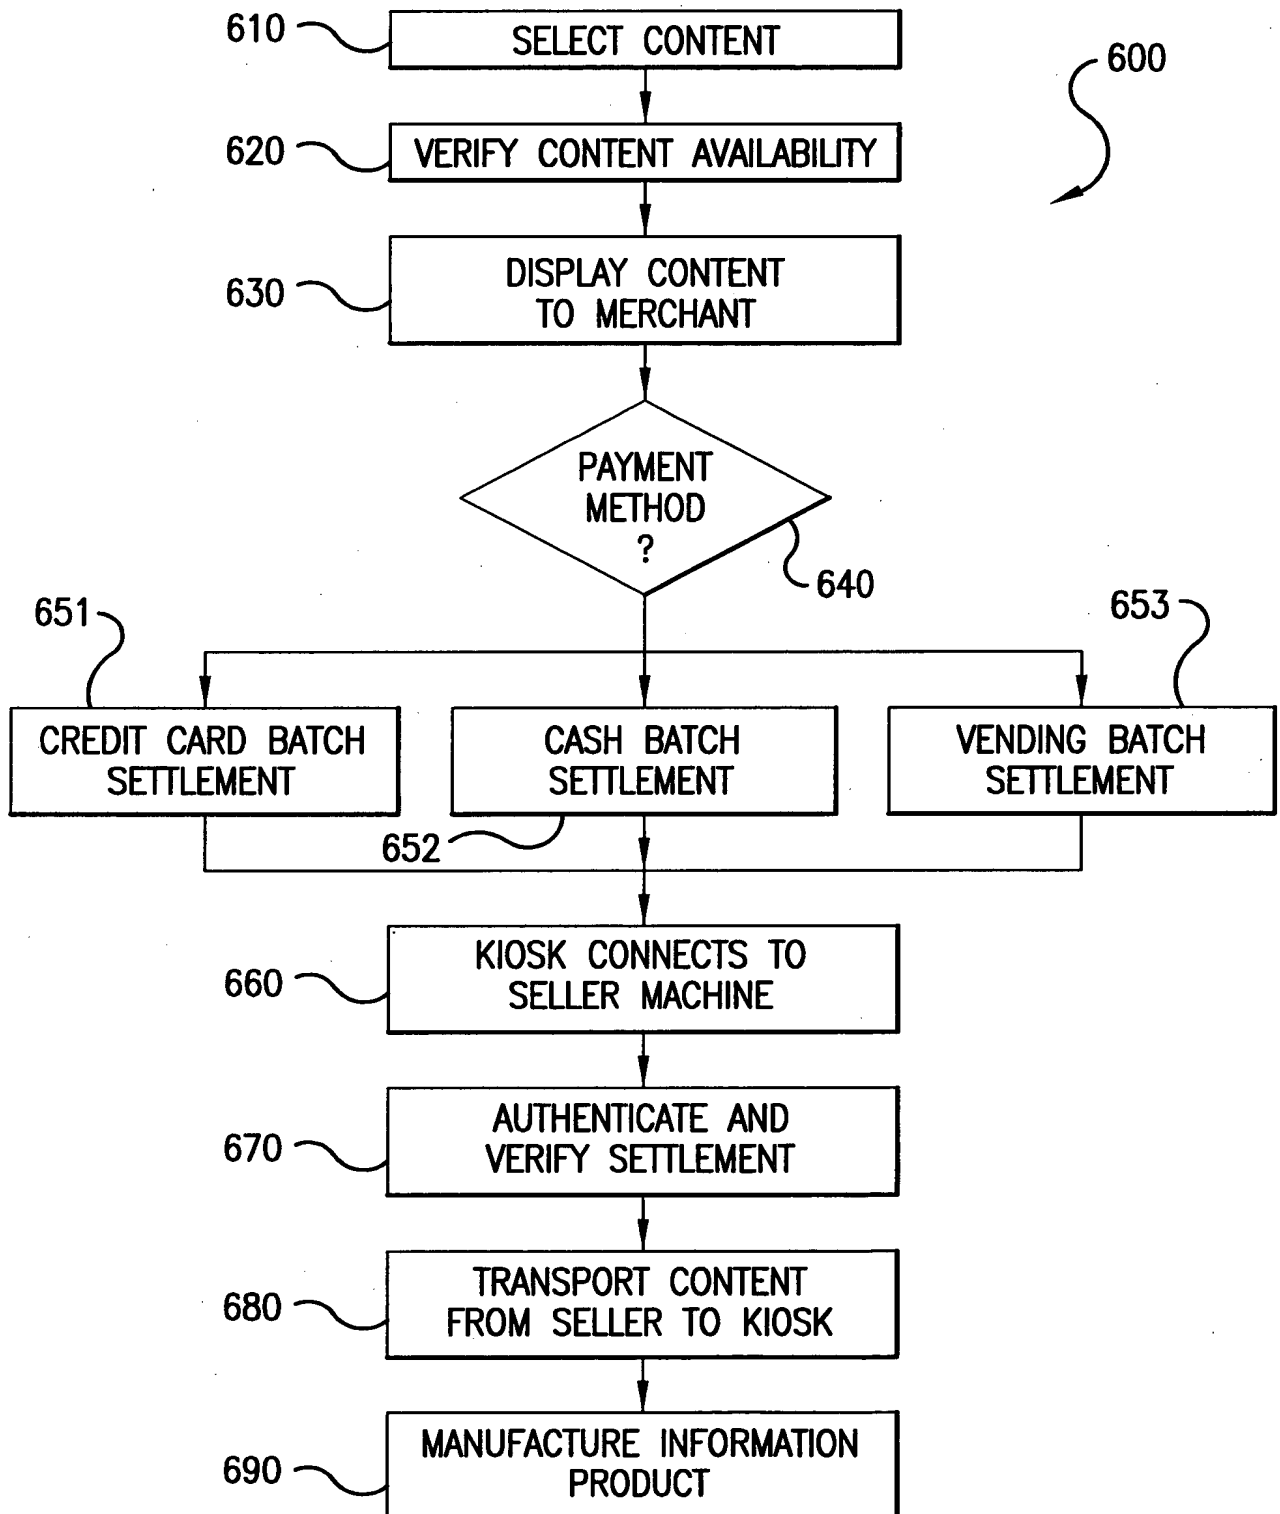 610
SELECT CONTENT
600
620
VERIFY CONTENT AVAILABILITY
630
DISPLAY CONTENT
TO MERCHANT
PAYMENT
METHOD
?
640
651
653
CREDIT CARD BATCH
SETTLEMENT
CASH BATCH
SETTLEMENT
VENDING BATCH
SETTLEMENT
652
660
KIOSK CONNECTS TO
SELLER MACHINE
670
AUTHENTICATE AND
VERIFY SETTLEMENT
680
TRANSPORT CONTENT
FROM SELLER TO KIOSK
690
MANUFACTURE INFORMATION
PRODUCT